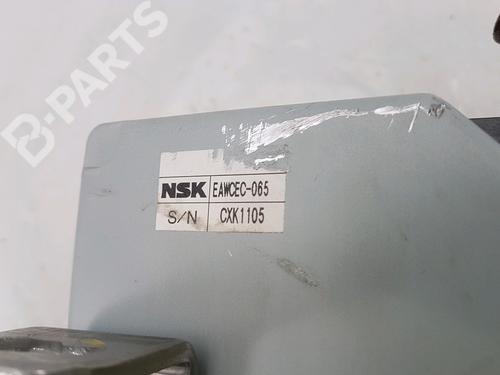 B-PARTS
NSK EAWCEC-065
S/N CXK1105